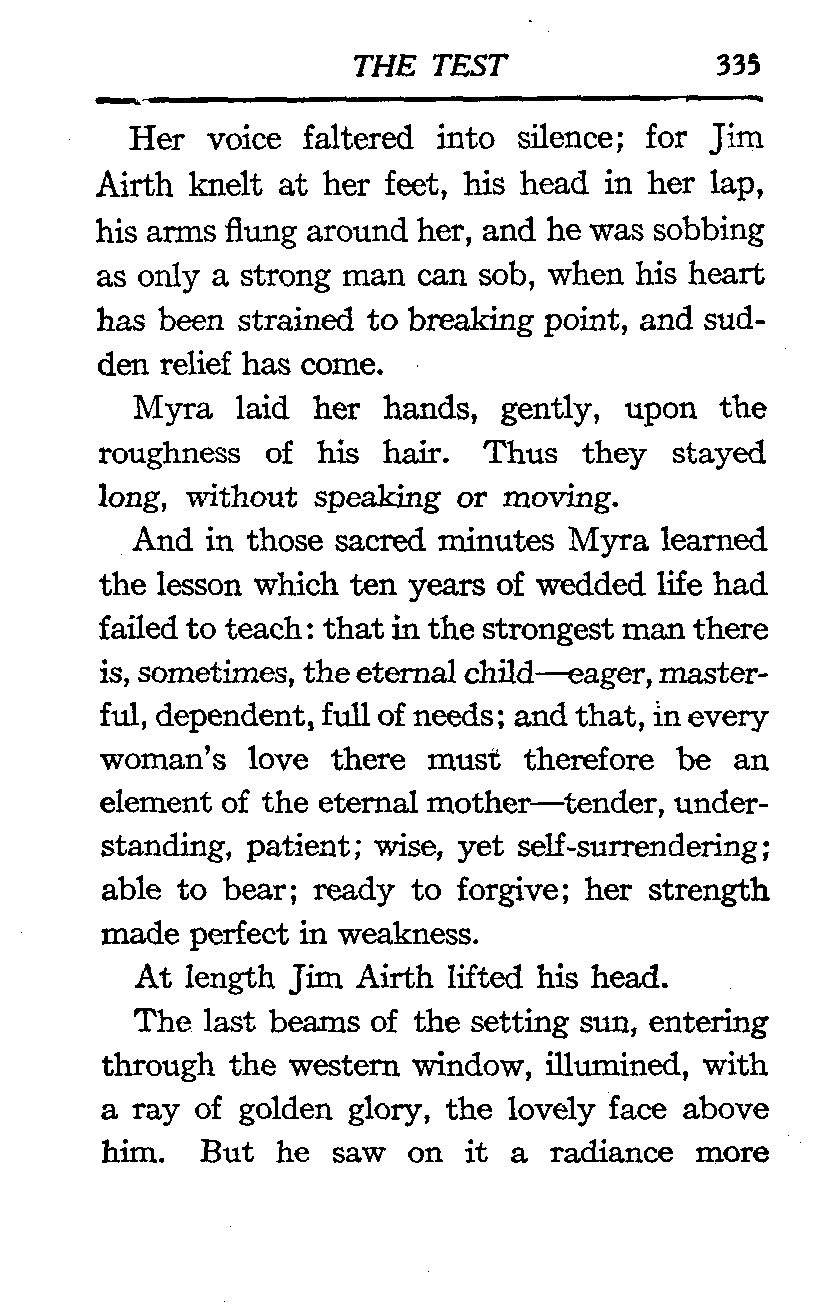 THE TEST 335
Her voice faltered into silence; for Jim
Airth knelt at her feet, his head in her lap,
his arms flung around her, and he was sobbing
as only a strong man can sob, when his heart
has been strained to breaking point, and sud-
den relief has come.
Myra laid her hands, gently, upon the
roughness of his hair. Thus they stayed
long, without speaking or moving.
And in those sacred minutes Myra learned
the lesson which ten years of wedded life had
failed to teach: that in the strongest man there
is, sometimes, the eternal child—eager, master-
ful, dependent, full of needs; and that, in every
woman's love there must therefore be an
element of the eternal mother—tender, under-
standing, patient; wise, yet self-surrendering;
able to bear; ready to forgive; her strength
made perfect in weakness.
At length Jim Airth lifted his head.
The last beams of the setting sun, entering
through the western window, illumined, with
a ray of golden glory, the lovely face above
him. But he saw on it a radiance more